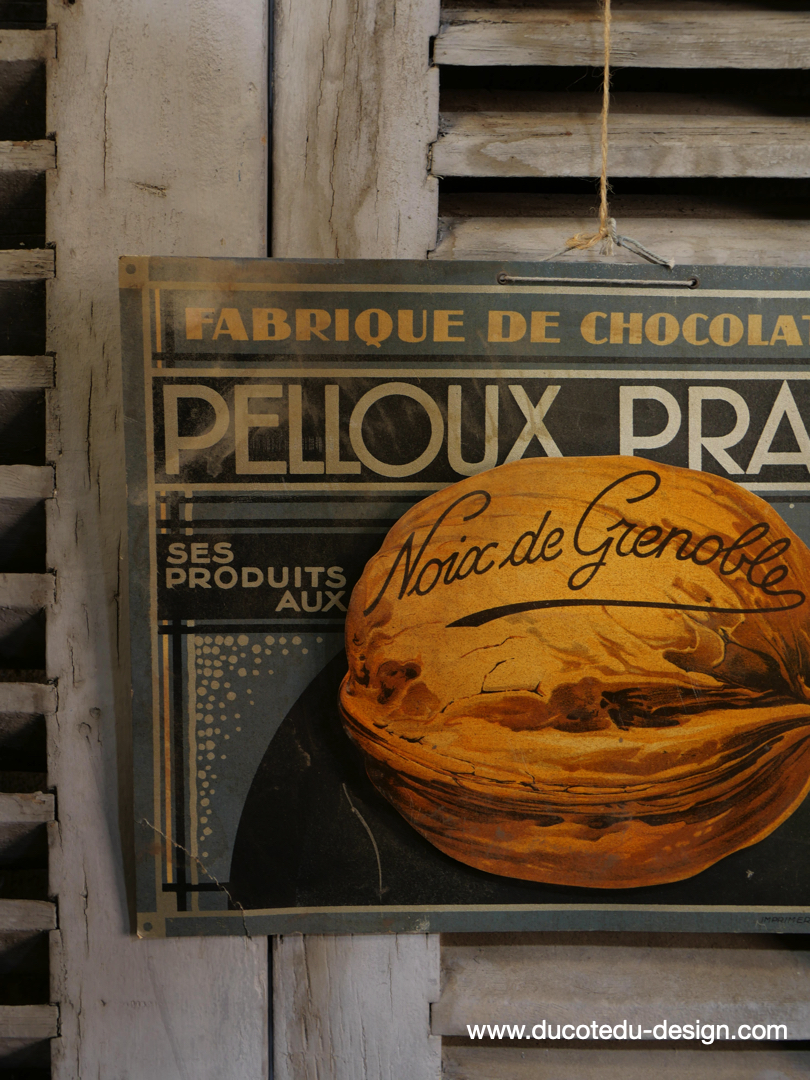 FABRIQUE DE CHOCOLAT
PELLOUX PRA
Noix de Grenoble
SES
PRODUITS
AUX
www.ducotedu-design.com